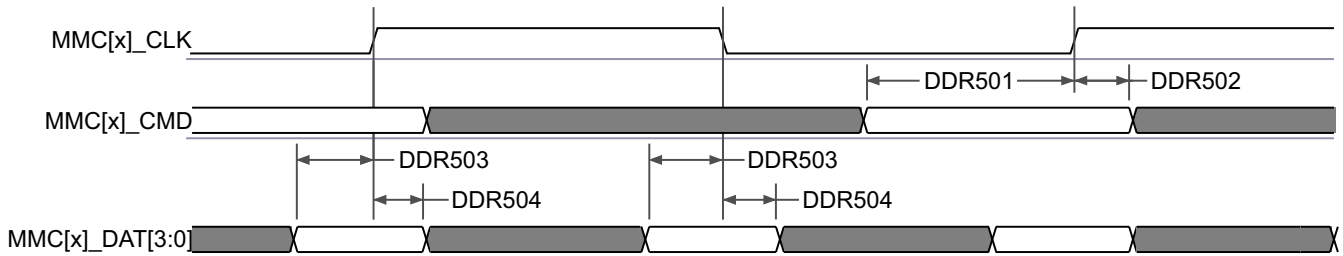 MMC[x]_CLK
DDR501
DDR502
MMC[x]_CMD
DDR503
DDR503
DDR504
DDR504
MMC[x]_DAT[3:0]